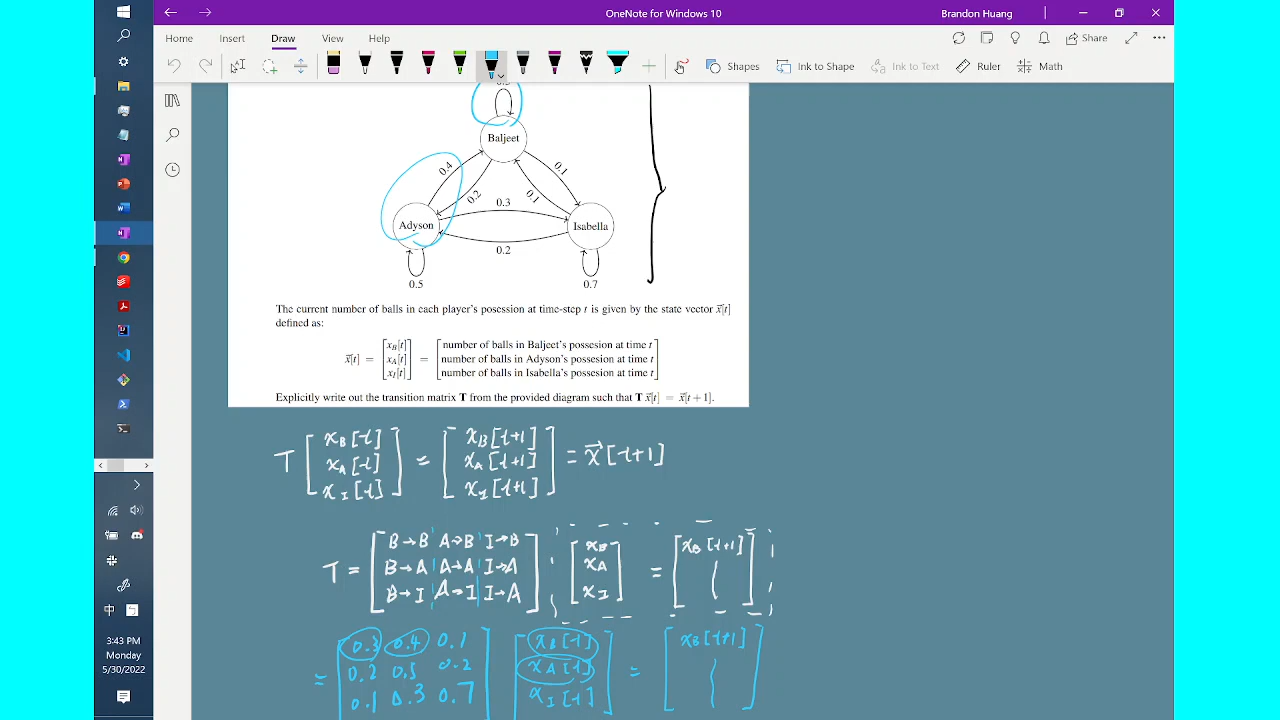 OneNote for Windows 10
Brandon Huang
Home Insert Draw View Help
Share
Shapes Ink to Shape Ink to Text Ruler Math
Baljeet
0.4 0.1
0.2 0.1
0.3
Adyson Isabella
0.2
0.5 0.7
The current number of balls in each player's posession at time-step t is given by the state vector x⃗[t]
defined as:
x⃗[t] = [x_B[t] x_A[t] x_I[t]] = [number of balls in Baljeet's possesion at time t
number of balls in Adyson's possesion at time t
number of balls in Isabella's possesion at time t]
Explicitly write out the transition matrix T from the provided diagram such that T x⃗[t] = x⃗[t+1].
T [x_B[t] = [x_B[t+1] = x⃗[t+1]
x_A[t] x_A[t+1]
x_I[t]] x_I[t+1]]
T = [B→B A→B I→B [x_B = [x_B[t+1]
B→A A→A I→A x_A
B→I A→I I→A] x_I]
= [0.3 0.4 0.1 [x_B[t] = [x_B[t+1]
0.2 0.5 0.2 x_A[t]
0.1 0.3 0.7 x_I[t]]
中
3:43 PM
Monday
5/30/2022